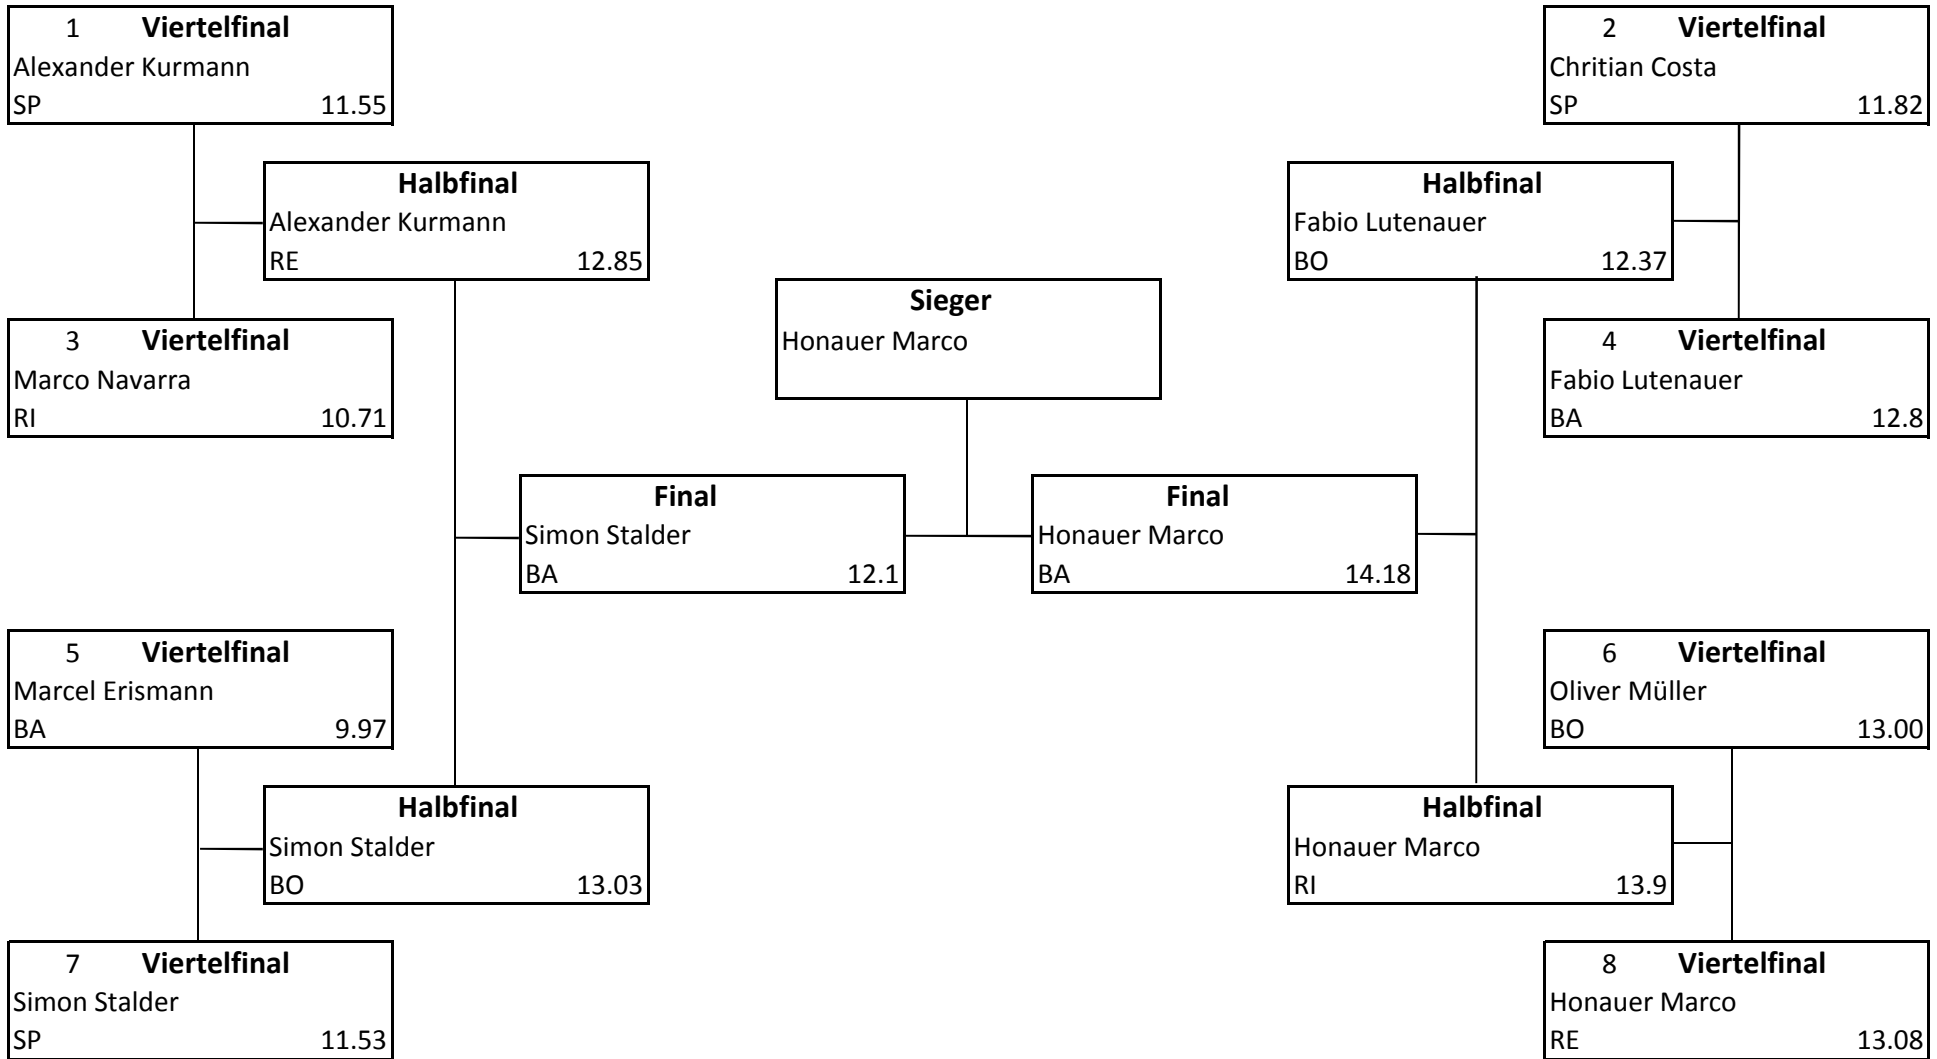 1 Viertelfinal
Alexander Kurmann
SP 11.55
2 Viertelfinal
Chritian Costa
SP 11.82
Halbfinal
Alexander Kurmann
RE 12.85
Halbfinal
Fabio Lutenauer
BO 12.37
Sieger
Honauer Marco
3 Viertelfinal
Marco Navarra
RI 10.71
4 Viertelfinal
Fabio Lutenauer
BA 12.8
Final
Simon Stalder
BA 12.1
Final
Honauer Marco
BA 14.18
5 Viertelfinal
Marcel Erismann
BA 9.97
6 Viertelfinal
Oliver Müller
BO 13.00
Halbfinal
Simon Stalder
BO 13.03
Halbfinal
Honauer Marco
RI 13.9
7 Viertelfinal
Simon Stalder
SP 11.53
8 Viertelfinal
Honauer Marco
RE 13.08